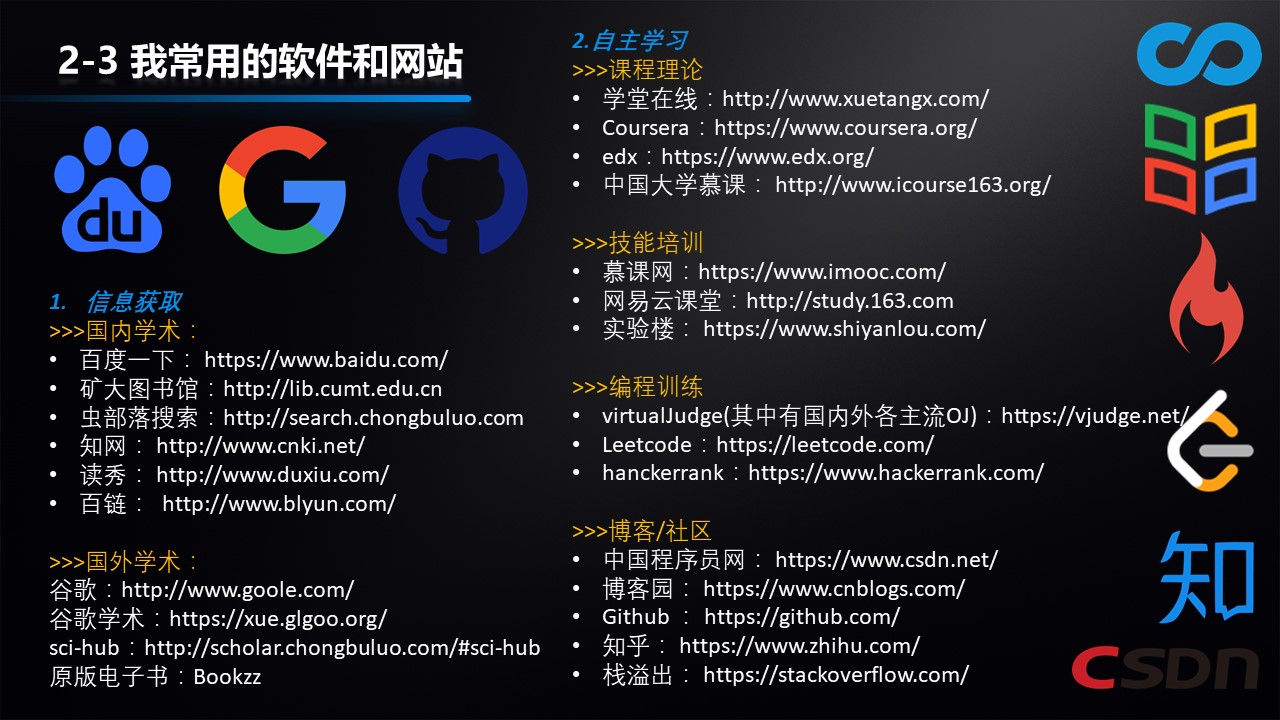 2-3 我常用的软件和网站
du
1. 信息获取
>>>国内学术：
• 百度一下： https://www.baidu.com/
• 矿大图书馆：http://lib.cumt.edu.cn
• 虫部落搜索：http://search.chongbuluo.com
• 知网： http://www.cnki.net/
• 读秀： http://www.duxiu.com/
• 百链： http://www.blyun.com/
>>>国外学术：
谷歌：http://www.goole.com/
谷歌学术：https://xue.glgoo.org/
sci-hub：http://scholar.chongbuluo.com/#sci-hub
原版电子书：Bookzz
2.自主学习
>>>课程理论
• 学堂在线：http://www.xuetangx.com/
• Coursera：https://www.coursera.org/
• edx：https://www.edx.org/
• 中国大学慕课： http://www.icourse163.org/
>>>技能培训
• 慕课网：https://www.imooc.com/
• 网易云课堂：http://study.163.com
• 实验楼： https://www.shiyanlou.com/
>>>编程训练
• virtualJudge(其中有国内外各主流OJ)：https://vjudge.net/
• Leetcode：https://leetcode.com/
• hanckerrank：https://www.hackerrank.com/
>>>博客/社区
• 中国程序员网： https://www.csdn.net/
• 博客园： https://www.cnblogs.com/
• Github ： https://github.com/
• 知乎： https://www.zhihu.com/
• 栈溢出： https://stackoverflow.com/
知
CSDN